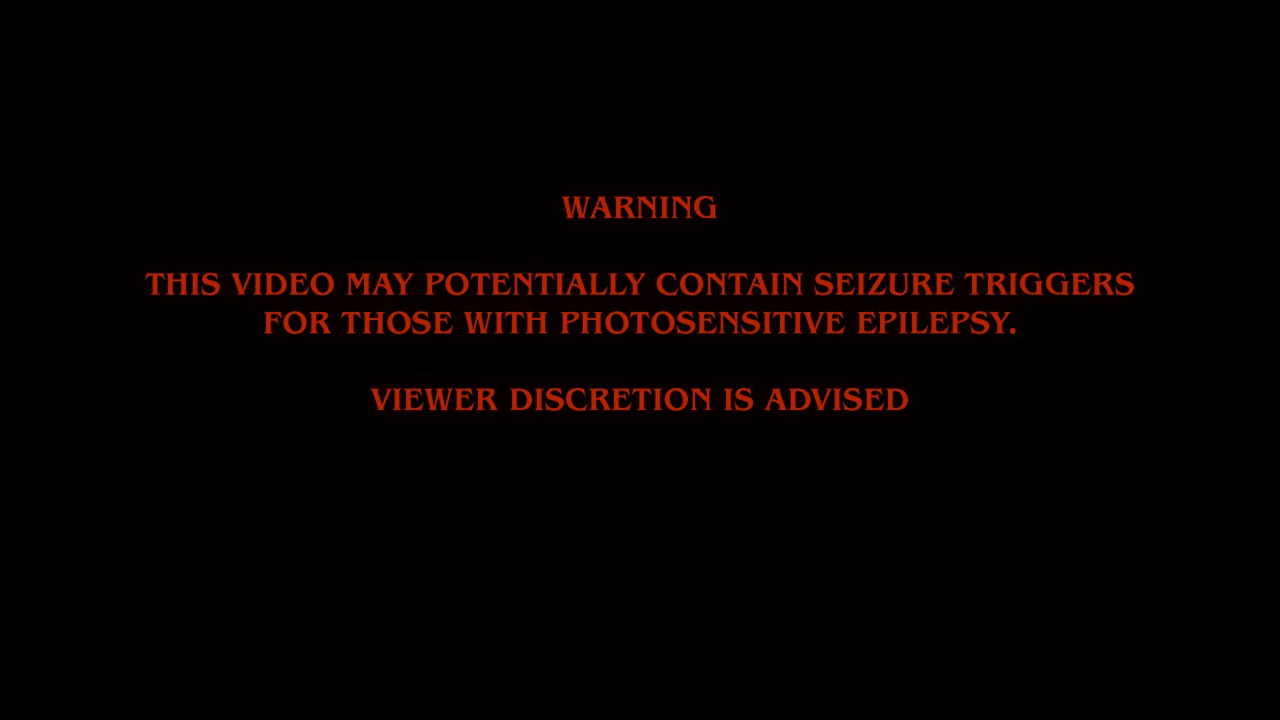 WARNING
THIS VIDEO MAY POTENTIALLY CONTAIN SEIZURE TRIGGERS
FOR THOSE WITH PHOTOSENSITIVE EPILEPSY.
VIEWER DISCRETION IS ADVISED